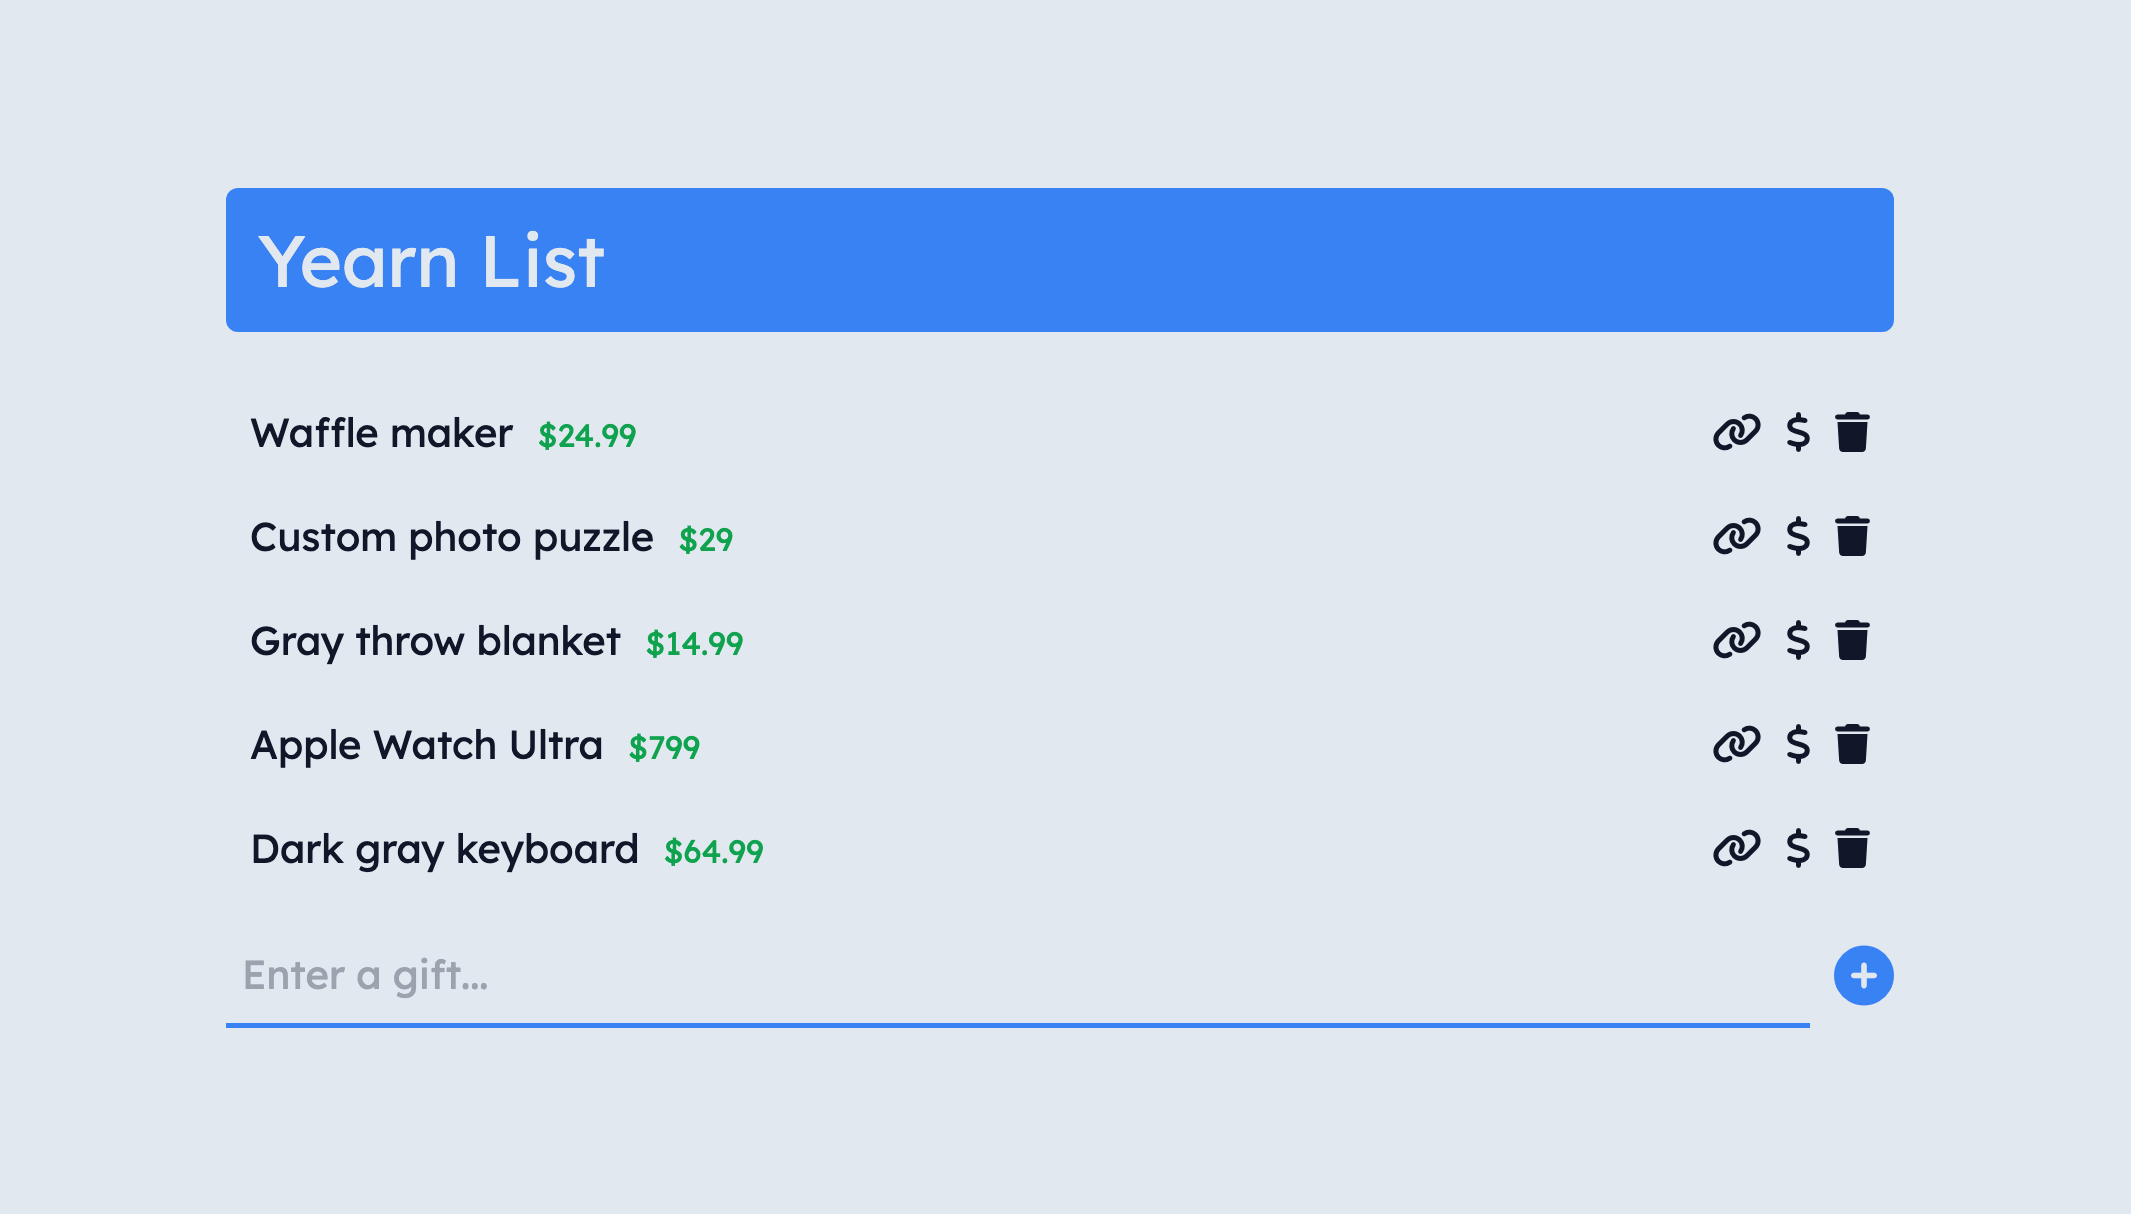 Yearn List
Waffle maker $24.99
Custom photo puzzle $29
Gray throw blanket $14.99
Apple Watch Ultra $799
Dark gray keyboard $64.99
Enter a gift...